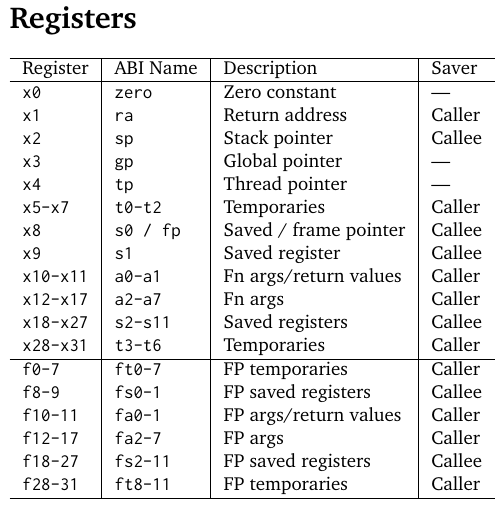 Registers
Register ABI Name Description Saver
x0 zero Zero constant —
x1 ra Return address Caller
x2 sp Stack pointer Callee
x3 gp Global pointer —
x4 tp Thread pointer —
x5-x7 t0-t2 Temporaries Caller
x8 s0 / fp Saved / frame pointer Callee
x9 s1 Saved register Callee
x10-x11 a0-a1 Fn args/return values Caller
x12-x17 a2-a7 Fn args Caller
x18-x27 s2-s11 Saved registers Callee
x28-x31 t3-t6 Temporaries Caller
f0-7 ft0-7 FP temporaries Caller
f8-9 fs0-1 FP saved registers Callee
f10-11 fa0-1 FP args/return values Caller
f12-17 fa2-7 FP args Caller
f18-27 fs2-11 FP saved registers Callee
f28-31 ft8-11 FP temporaries Caller